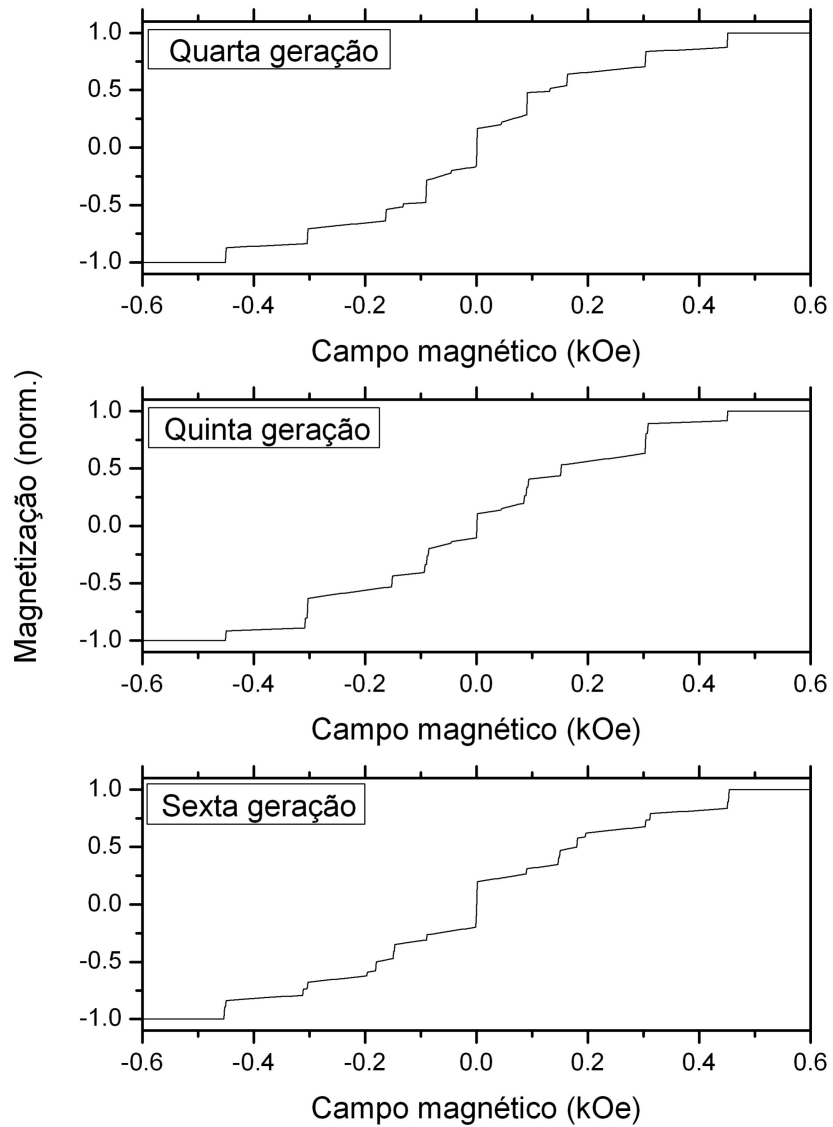 Quarta geração
1.0
0.5
0.0
-0.5
-1.0
-0.6 -0.4 -0.2 0.0 0.2 0.4 0.6
Campo magnético (kOe)
Magnetização (norm.)
Quinta geração
1.0
0.5
0.0
-0.5
-1.0
-0.6 -0.4 -0.2 0.0 0.2 0.4 0.6
Campo magnético (kOe)
Sexta geração
1.0
0.5
0.0
-0.5
-1.0
-0.6 -0.4 -0.2 0.0 0.2 0.4 0.6
Campo magnético (kOe)